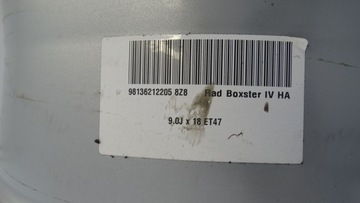 98136212205 8Z8 Rad Boxster IV HA
9.0J x 18 ET47